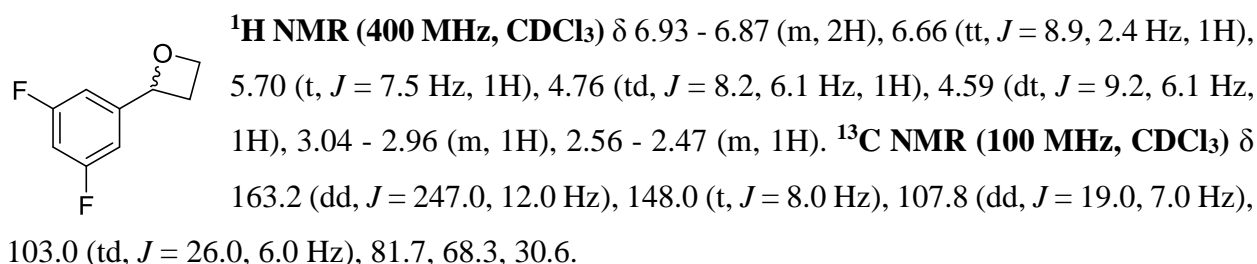 O
F
F
¹H NMR (400 MHz, CDCl₃) δ 6.93 - 6.87 (m, 2H), 6.66 (tt, J = 8.9, 2.4 Hz, 1H),
5.70 (t, J = 7.5 Hz, 1H), 4.76 (td, J = 8.2, 6.1 Hz, 1H), 4.59 (dt, J = 9.2, 6.1 Hz,
1H), 3.04 - 2.96 (m, 1H), 2.56 - 2.47 (m, 1H). ¹³C NMR (100 MHz, CDCl₃) δ
163.2 (dd, J = 247.0, 12.0 Hz), 148.0 (t, J = 8.0 Hz), 107.8 (dd, J = 19.0, 7.0 Hz),
103.0 (td, J = 26.0, 6.0 Hz), 81.7, 68.3, 30.6.